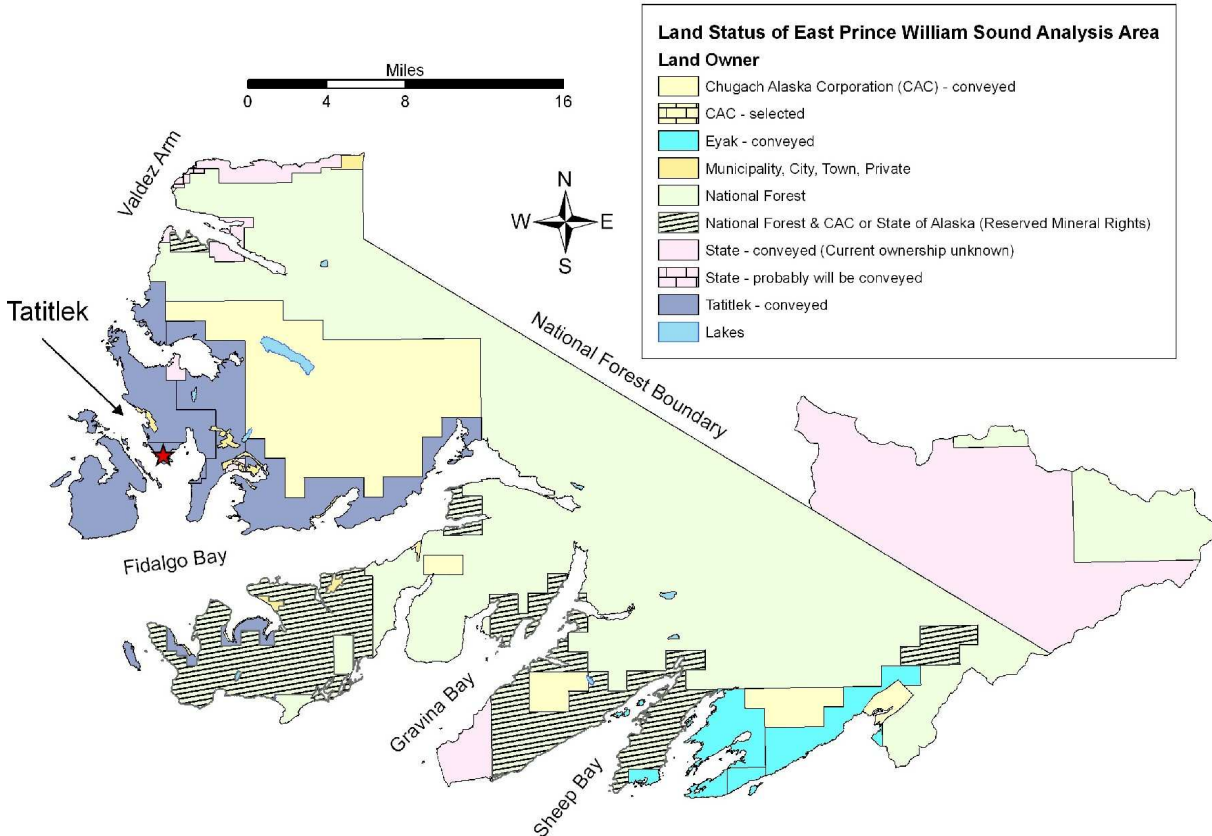 Land Status of East Prince William Sound Analysis Area
Land Owner
Chugach Alaska Corporation (CAC) - conveyed
CAC - selected
Eyak - conveyed
Municipality, City, Town, Private
National Forest
National Forest & CAC or State of Alaska (Reserved Mineral Rights)
State - conveyed (Current ownership unknown)
State - probably will be conveyed
Tatitlek - conveyed
Lakes
Miles
0 4 8 16
N
W E
S
Valdez Arm
Tatitlek
National Forest Boundary
Fidalgo Bay
Gravina Bay
Sheep Bay